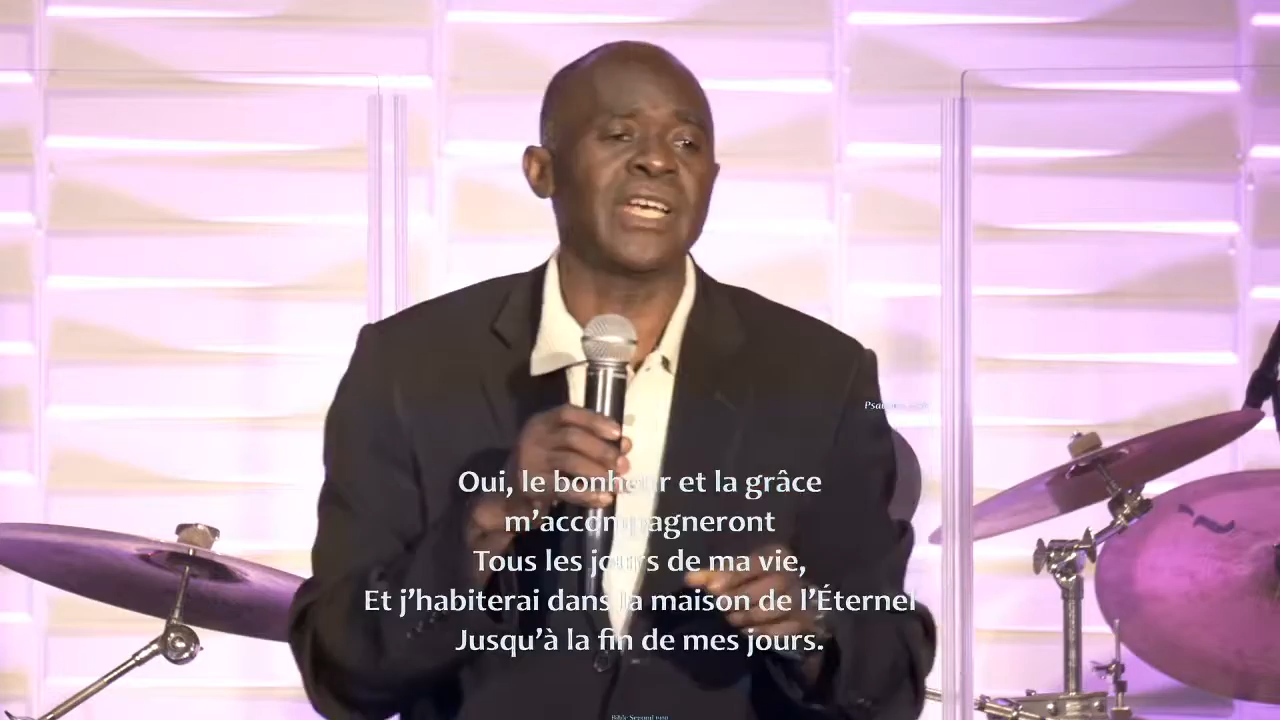 Oui, le bonheur et la grâce
m'accompagneront
Tous les jours de ma vie,
Et j'habiterai dans la maison de l'Éternel
Jusqu'à la fin de mes jours.